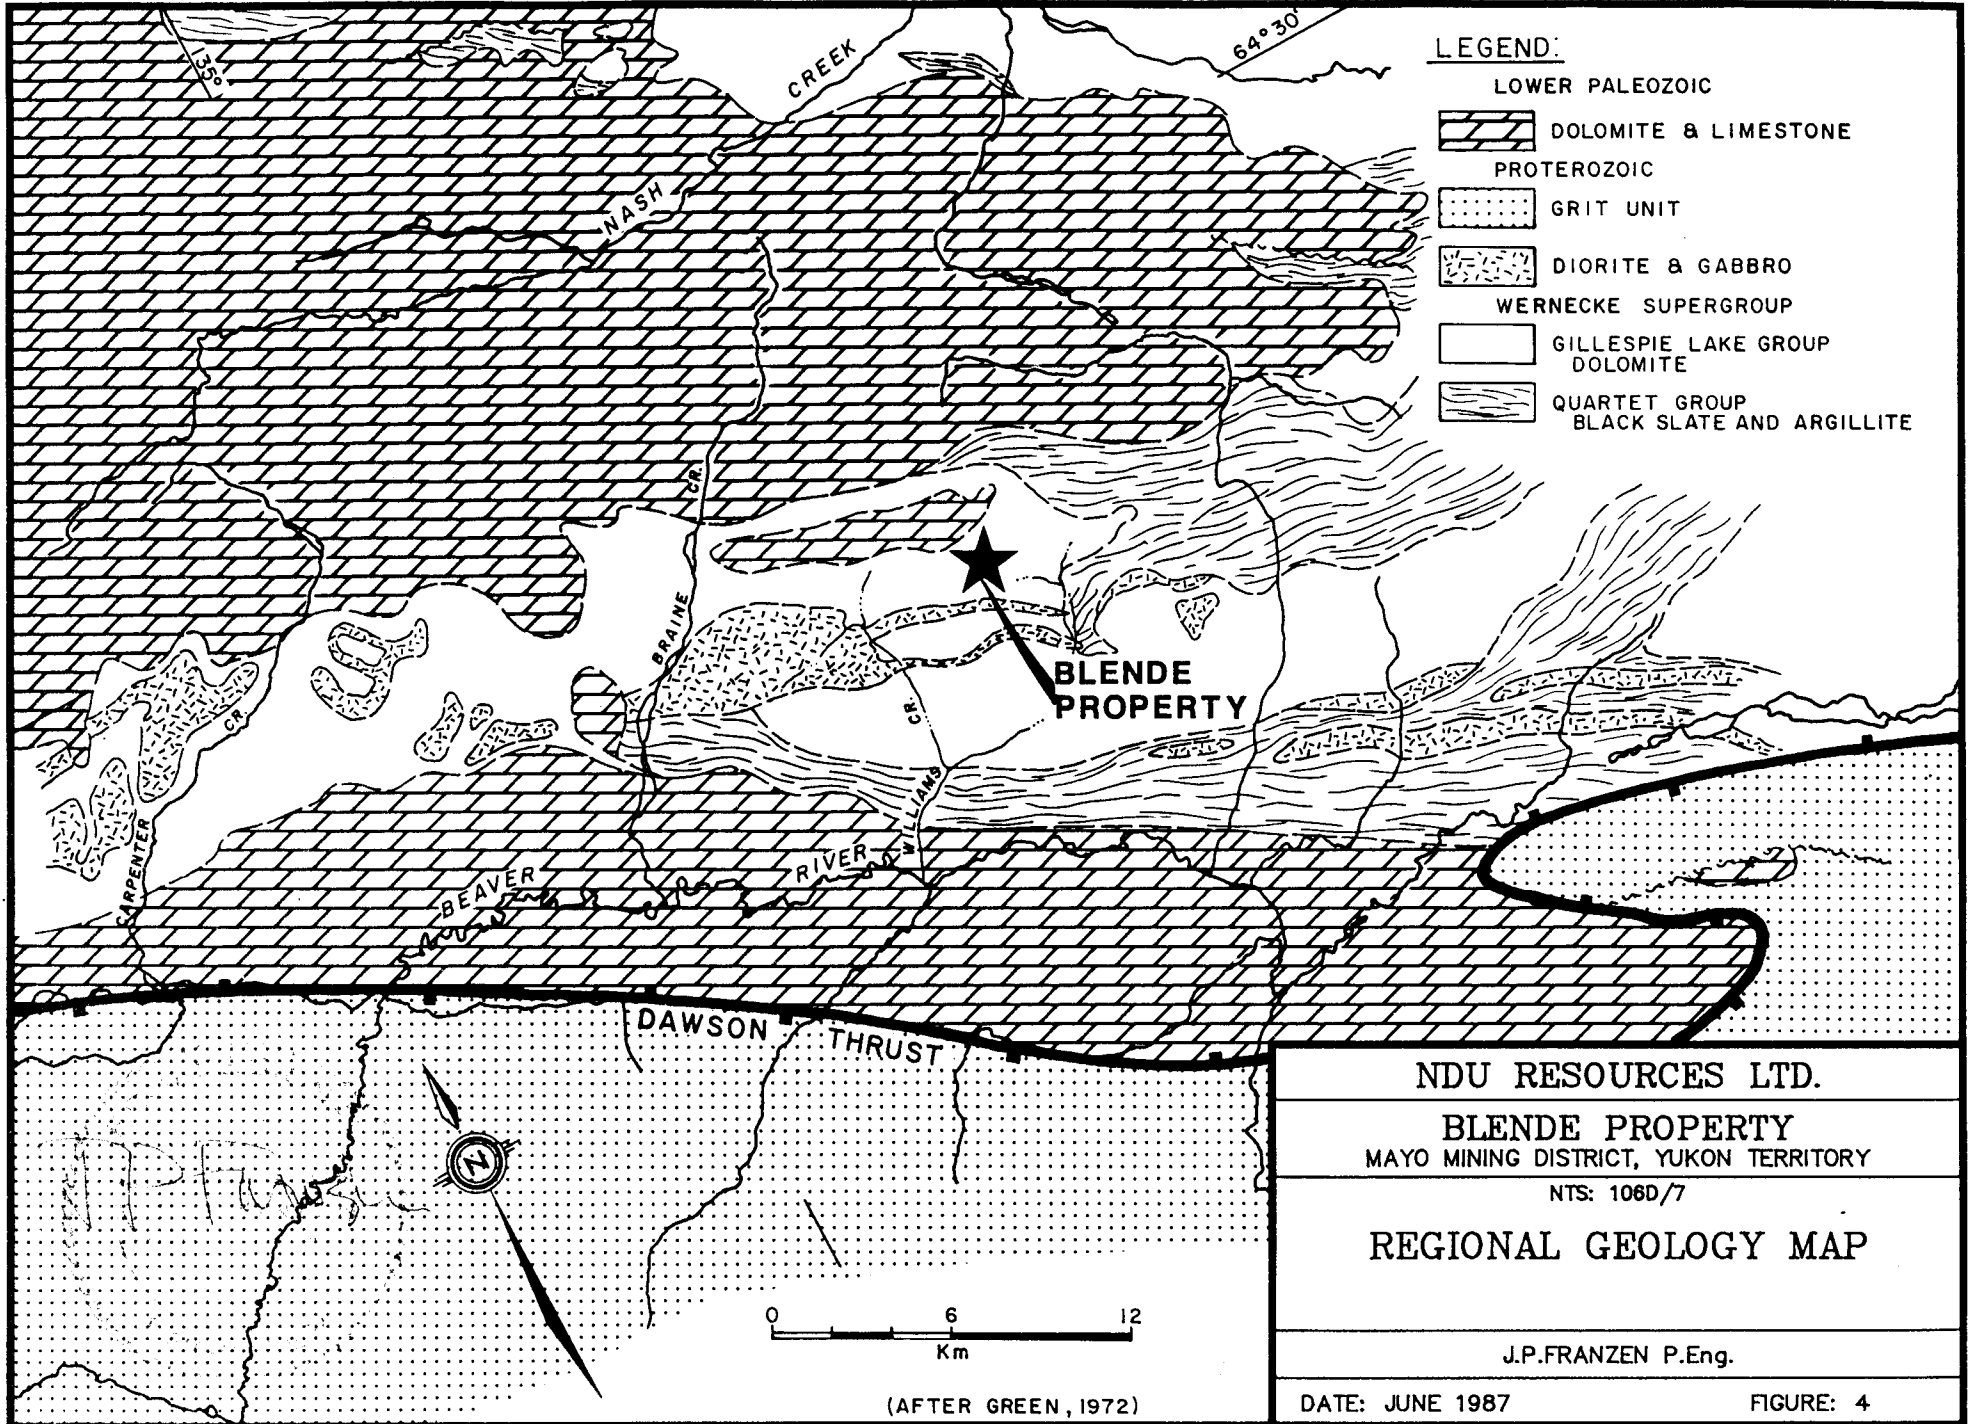 135°
CREEK
64° 30'
NASH
CR.
BRAINE
CR.
CR.
WILLIAMS
CARPENTER
BEAVER
RIVER
BLENDE
PROPERTY
DAWSON THRUST
N
0 6 12
Km
(AFTER GREEN, 1972)
LEGEND:
LOWER PALEOZOIC
DOLOMITE & LIMESTONE
PROTEROZOIC
GRIT UNIT
DIORITE & GABBRO
WERNECKE SUPERGROUP
GILLESPIE LAKE GROUP
DOLOMITE
QUARTET GROUP
BLACK SLATE AND ARGILLITE
NDU RESOURCES LTD.
BLENDE PROPERTY
MAYO MINING DISTRICT, YUKON TERRITORY
NTS: 106D/7
REGIONAL GEOLOGY MAP
J.P.FRANZEN P.Eng.
DATE: JUNE 1987 FIGURE: 4